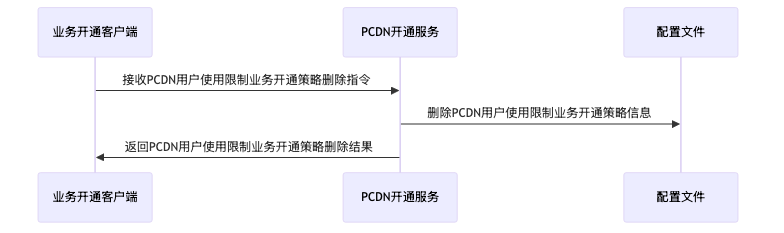 业务开通客户端
PCDN开通服务
配置文件
接收PCDN用户使用限制业务开通策略删除指令
删除PCDN用户使用限制业务开通策略信息
返回PCDN用户使用限制业务开通策略删除结果
业务开通客户端
PCDN开通服务
配置文件